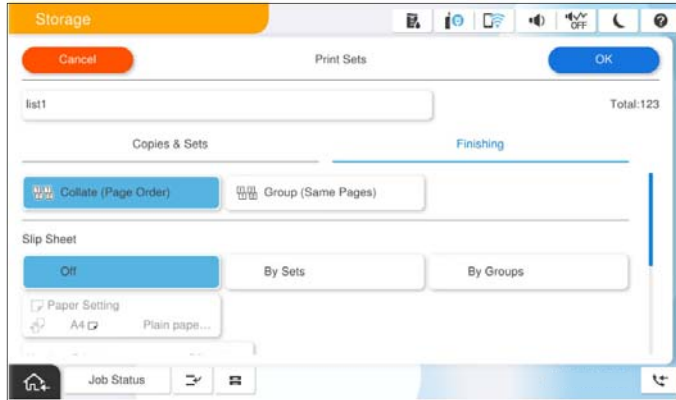 Storage
OFF
Cancel
Print Sets
OK
list1
Total:123
Copies & Sets
Finishing
Collate (Page Order)
Group (Same Pages)
Slip Sheet
Off
By Sets
By Groups
Paper Setting
A4
Plain pape...
Job Status